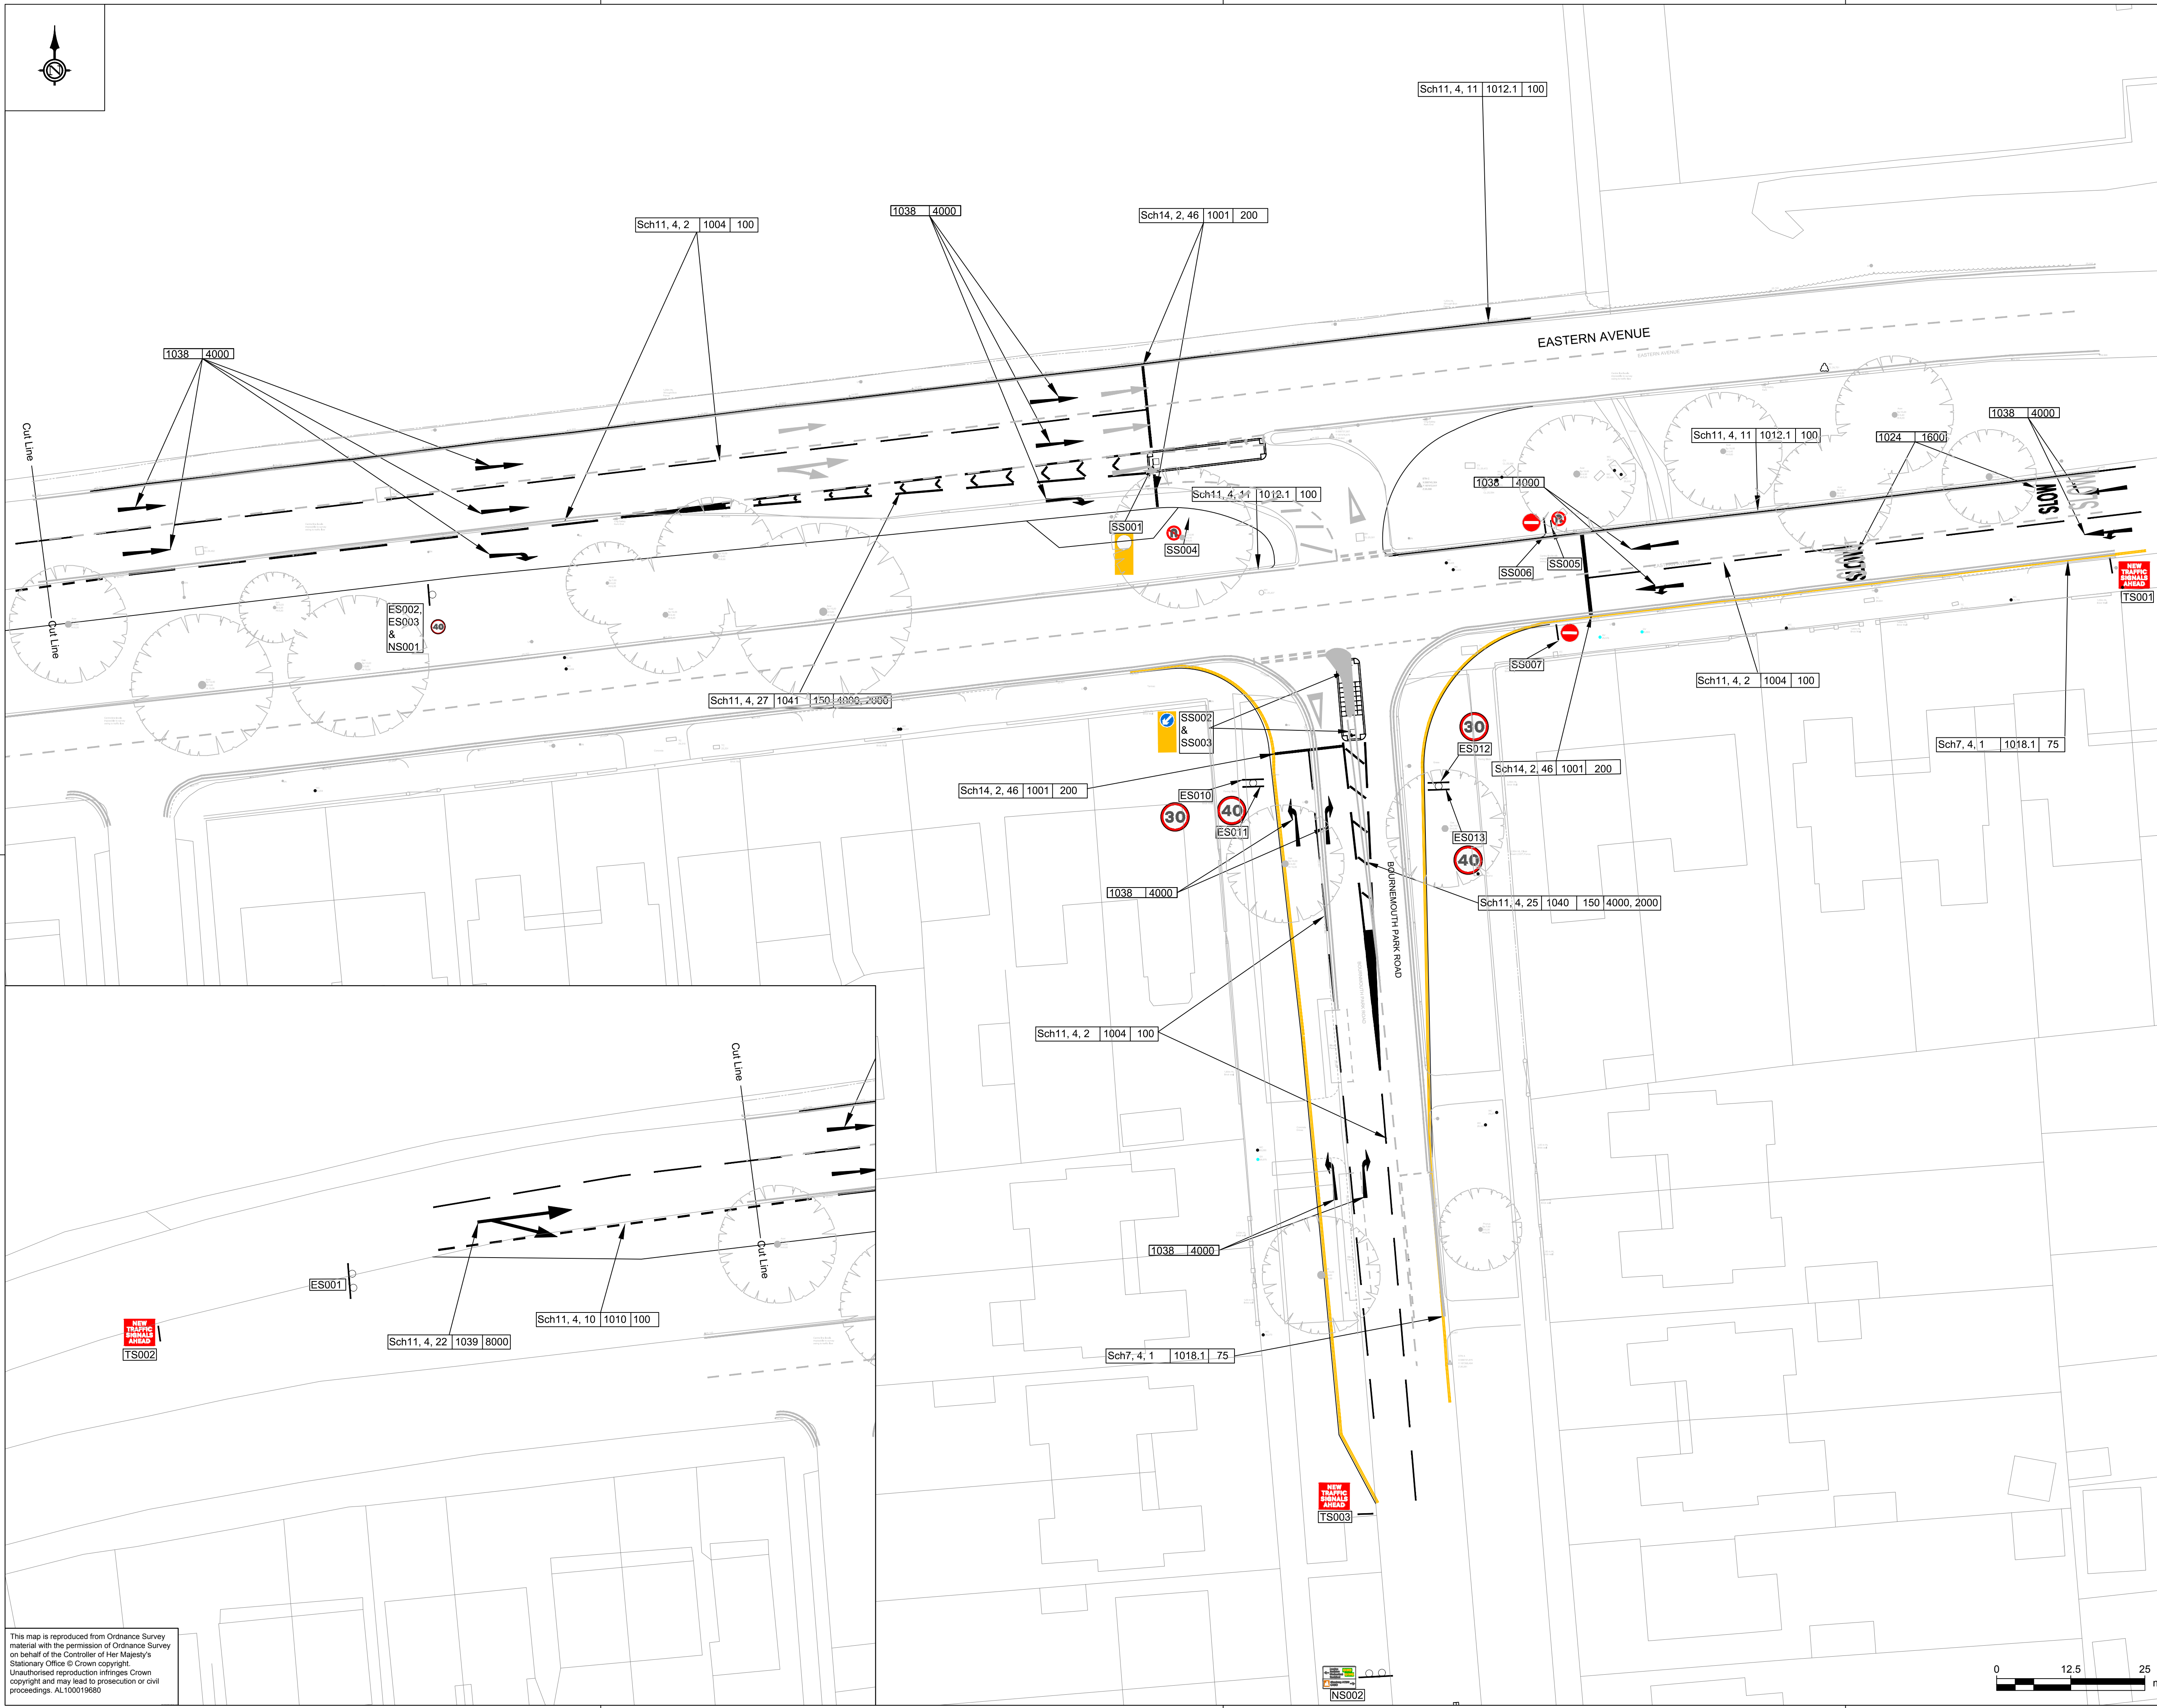 N
Sch11, 4, 11 1012.1 100
1038 4000
Sch14, 2, 46 1001 200
Sch11, 4, 2 1004 100
EASTERN AVENUE
EASTERN AVENUE
1038 4000
Cut Line
Cut Line
1038 4000
Sch11, 4, 11 1012.1 100
1024 1600
1038 4000
Sch11, 4, 11 1012.1 100
SLOW
SLOW
SLOW
SLOW
SS001
SS004
SS006
SS005
NEW
TRAFFIC
SIGNALS
AHEAD
TS001
ES002,
ES003
&
NS001
40
SS007
Sch11, 4, 2 1004 100
Sch11, 4, 27 1041 150 4000, 2000
SS002
&
SS003
30
ES012
Sch7, 4, 1 1018.1 75
Sch14, 2, 46 1001 200
Sch14, 2, 46 1001 200
ES010
30
40
ES011
ES013
40
1038 4000
BOURNEMOUTH PARK ROAD
BOURNEMOUTH PARK ROAD
Sch11, 4, 25 1040 150 4000, 2000
Sch11, 4, 2 1004 100
Cut Line
Cut Line
1038 4000
ES001
Sch11, 4, 10 1010 100
NEW
TRAFFIC
SIGNALS
AHEAD
TS002
Sch11, 4, 22 1039 8000
Sch7, 4, 1 1018.1 75
NEW
TRAFFIC
SIGNALS
AHEAD
TS003
This map is reproduced from Ordnance Survey
material with the permission of Ordnance Survey
on behalf of the Controller of Her Majesty's
Stationary Office © Crown copyright.
Unauthorised reproduction infringes Crown
copyright and may lead to prosecution or civil
proceedings. AL100019680
NS002
0 12.5 25